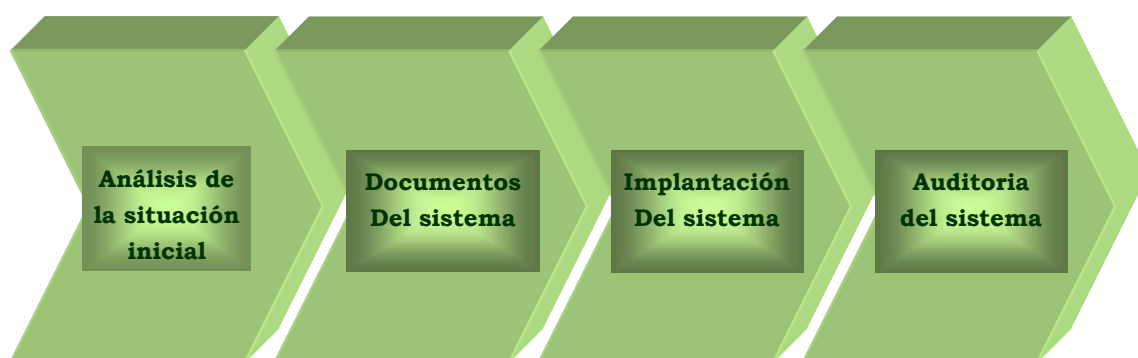 Análisis de
la situación
inicial
Documentos
Del sistema
Implantación
Del sistema
Auditoria
del sistema